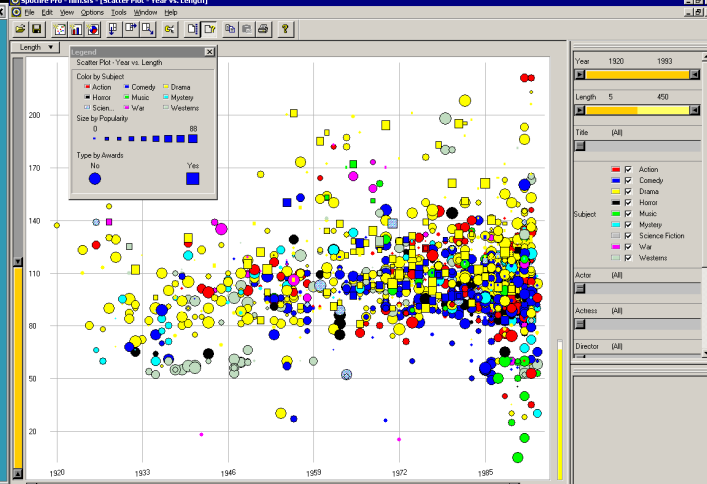 Spotfire Pro - film.sfs - [Scatter Plot - Year vs. Length]
File Edit View Options Tools Window Help
Length
Legend
Scatter Plot - Year vs. Length
Color by Subject
Action Comedy Drama
Horror Music Mystery
Scien... War Westerns
Size by Popularity
0 88
Type by Awards
No Yes
200
170
140
110
80
50
20
1920 1933 1946 1959 1972 1985
Year 1920 1993
Length 5 450
Title (All)
Subject
Action
Comedy
Drama
Horror
Music
Mystery
Science Fiction
War
Westerns
Actor (All)
Actress (All)
Director (All)